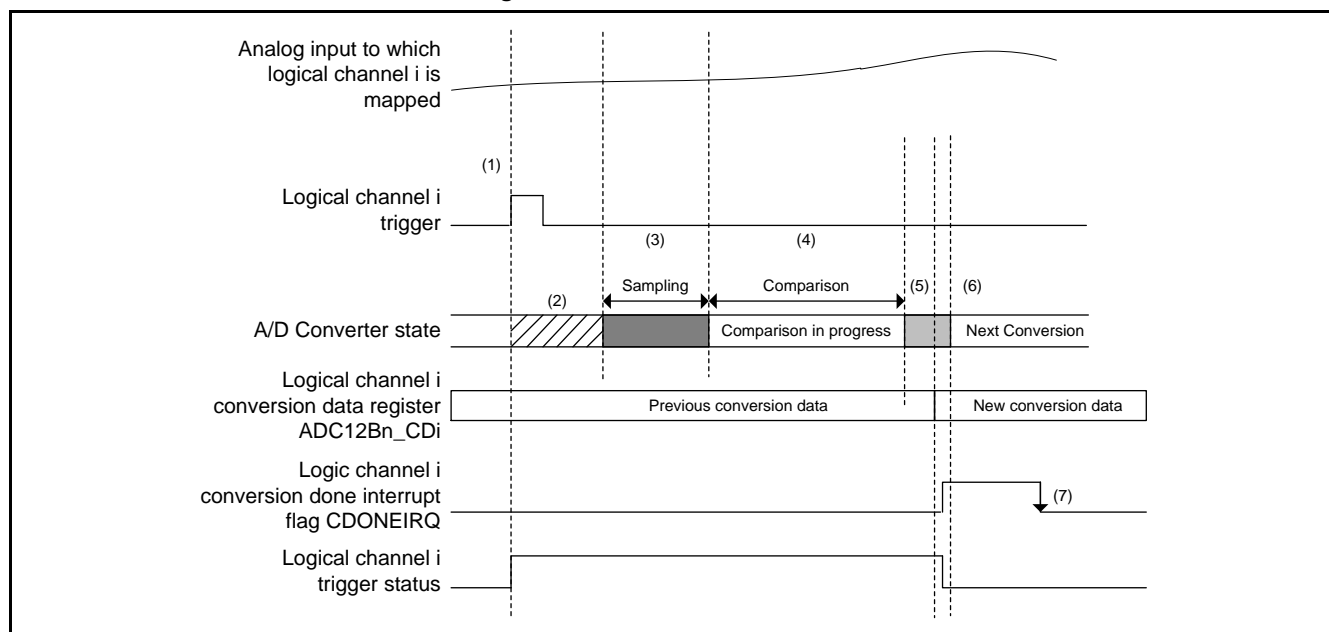 Analog input to which
logical channel i is
mapped
(1)
Logical channel i
trigger
(3)
(4)
Sampling
Comparison
(5)
(6)
(2)
A/D Converter state
Comparison in progress
Next Conversion
Logical channel i
conversion data register
ADC12Bn_CDi
Previous conversion data
New conversion data
Logic channel i
conversion done interrupt
flag CDONEIRQ
(7)
Logical channel i
trigger status